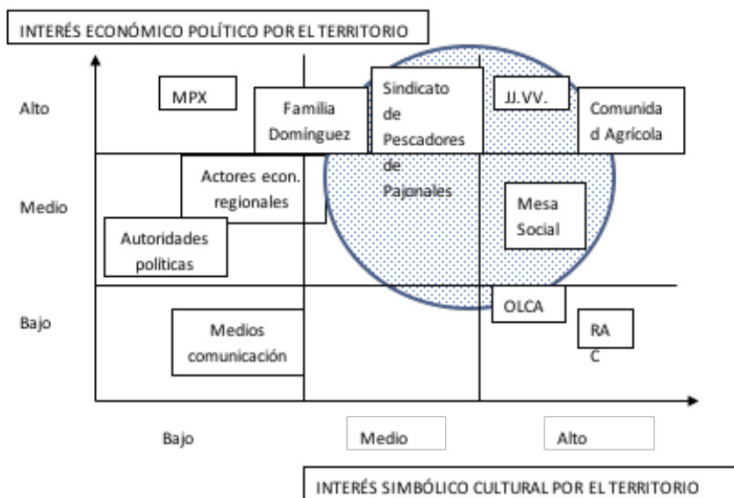 INTERÉS ECONÓMICO POLÍTICO POR EL TERRITORIO
Alto
MPX
Familia
Domínguez
Sindicato
de
Pescadores
de
Pajonales
JJ.VV.
Comunida
d Agrícola
Medio
Actores econ.
regionales
Autoridades
políticas
Mesa
Social
Bajo
Medios
comunicación
OLCA
RA
C
Bajo
Medio
Alto
INTERÉS SIMBÓLICO CULTURAL POR EL TERRITORIO